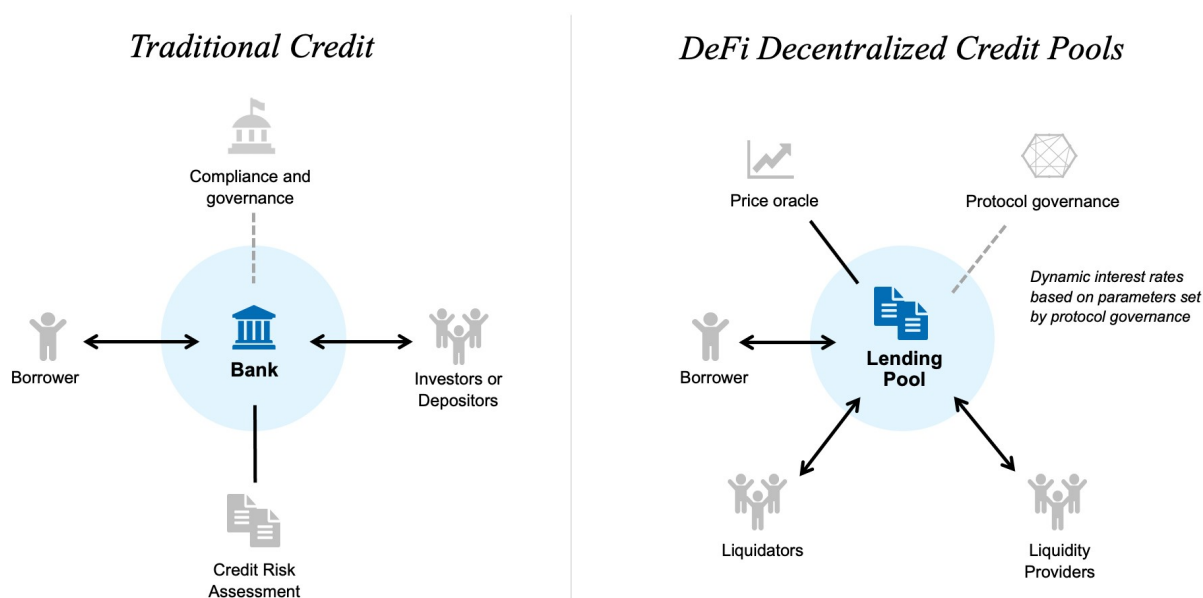 Traditional Credit
Compliance and
governance
Borrower
Bank
Investors or
Depositors
Credit Risk
Assessment
DeFi Decentralized Credit Pools
Price oracle
Protocol governance
Dynamic interest rates
based on parameters set
by protocol governance
Borrower
Lending
Pool
Liquidators
Liquidity
Providers